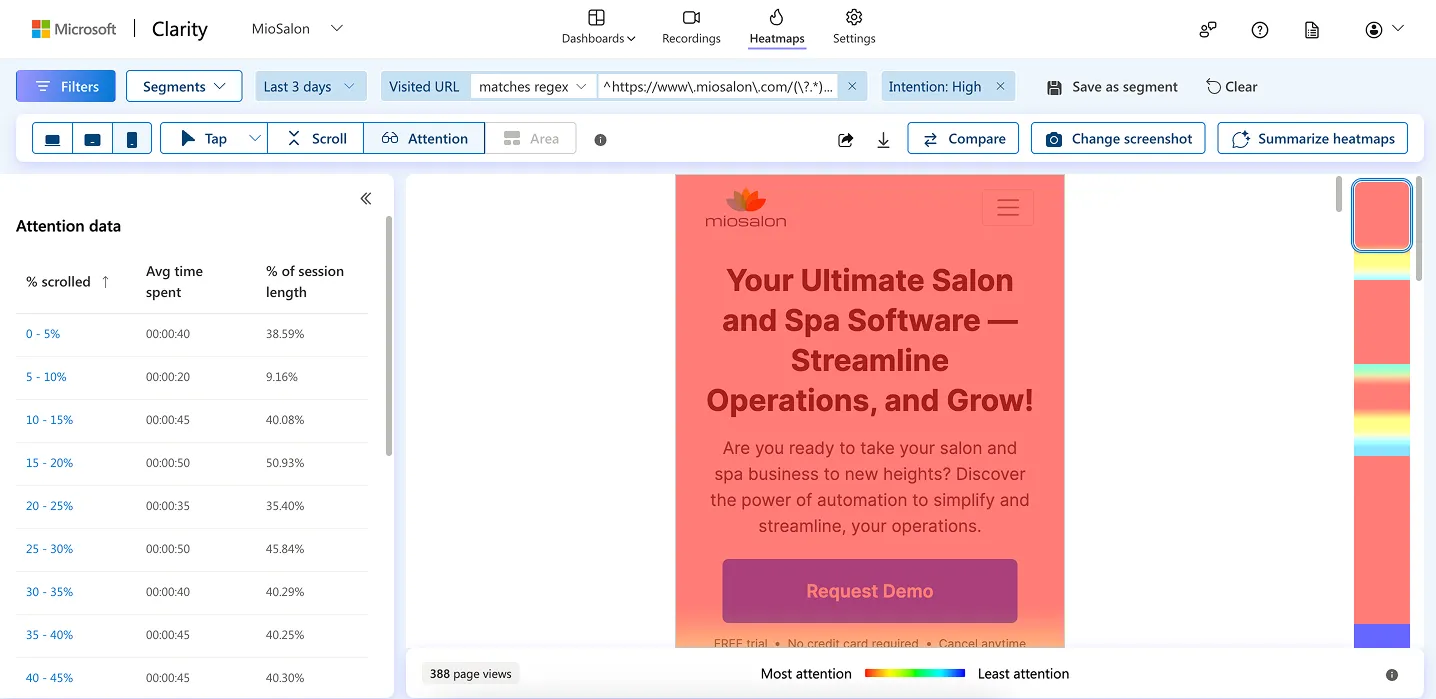 Microsoft | Clarity MioSalon
Dashboards Recordings Heatmaps Settings
Filters Segments Last 3 days Visited URL matches regex ^https://www\.miosalon\.com/(\?.*)... Intention: High Save as segment Clear
Tap Scroll Attention Area Compare Change screenshot Summarize heatmaps
Attention data
% scrolled ↑ Avg time spent % of session length
0 - 5% 00:00:40 38.59%
5 - 10% 00:00:20 9.16%
10 - 15% 00:00:45 40.08%
15 - 20% 00:00:50 50.93%
20 - 25% 00:00:35 35.40%
25 - 30% 00:00:50 45.84%
30 - 35% 00:00:40 40.29%
35 - 40% 00:00:45 40.25%
40 - 45% 00:00:45 40.30%
miosalon
Your Ultimate Salon
and Spa Software —
Streamline
Operations, and Grow!
Are you ready to take your salon and
spa business to new heights? Discover
the power of automation to simplify and
streamline, your operations.
Request Demo
FREE trial • No credit card required • Cancel anytime
388 page views Most attention Least attention